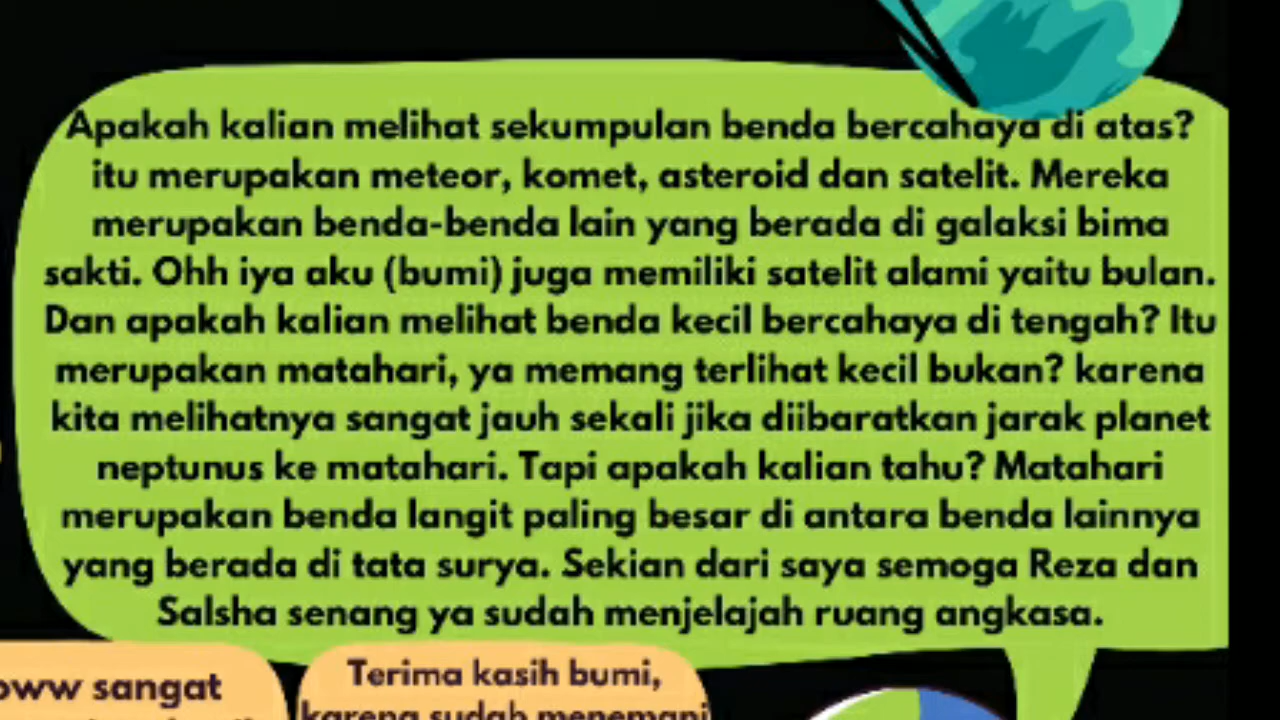 Apakah kalian melihat sekumpulan benda bercahaya di atas?
itu merupakan meteor, komet, asteroid dan satelit. Mereka
merupakan benda-benda lain yang berada di galaksi bima
sakti. Ohh iya aku (bumi) juga memiliki satelit alami yaitu bulan.
Dan apakah kalian melihat benda kecil bercahaya di tengah? Itu
merupakan matahari, ya memang terlihat kecil bukan? karena
kita melihatnya sangat jauh sekali jika diibaratkan jarak planet
neptunus ke matahari. Tapi apakah kalian tahu? Matahari
merupakan benda langit paling besar di antara benda lainnya
yang berada di tata surya. Sekian dari saya semoga Reza dan
Salsha senang ya sudah menjelajah ruang angkasa.
oww sangat
Terima kasih bumi,
karena sudah menemani